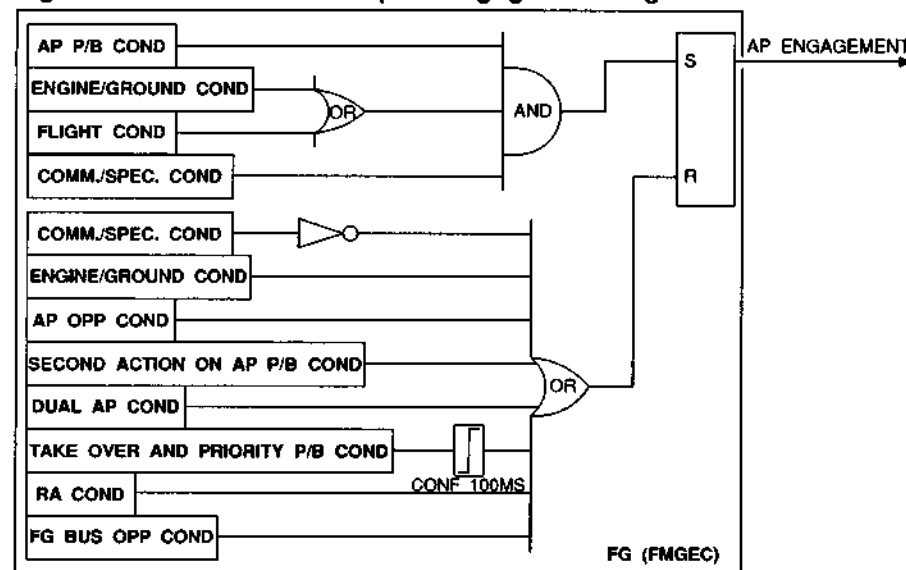 AP P/B COND
ENGINE/GROUND COND
FLIGHT COND
COMM./SPEC. COND
OR
AND
S
R
AP ENGAGEMENT
COMM./SPEC. COND
ENGINE/GROUND COND
AP OPP COND
SECOND ACTION ON AP P/B COND
DUAL AP COND
TAKE OVER AND PRIORITY P/B COND
CONF 100MS
RA COND
FG BUS OPP COND
OR
FG (FMGEC)